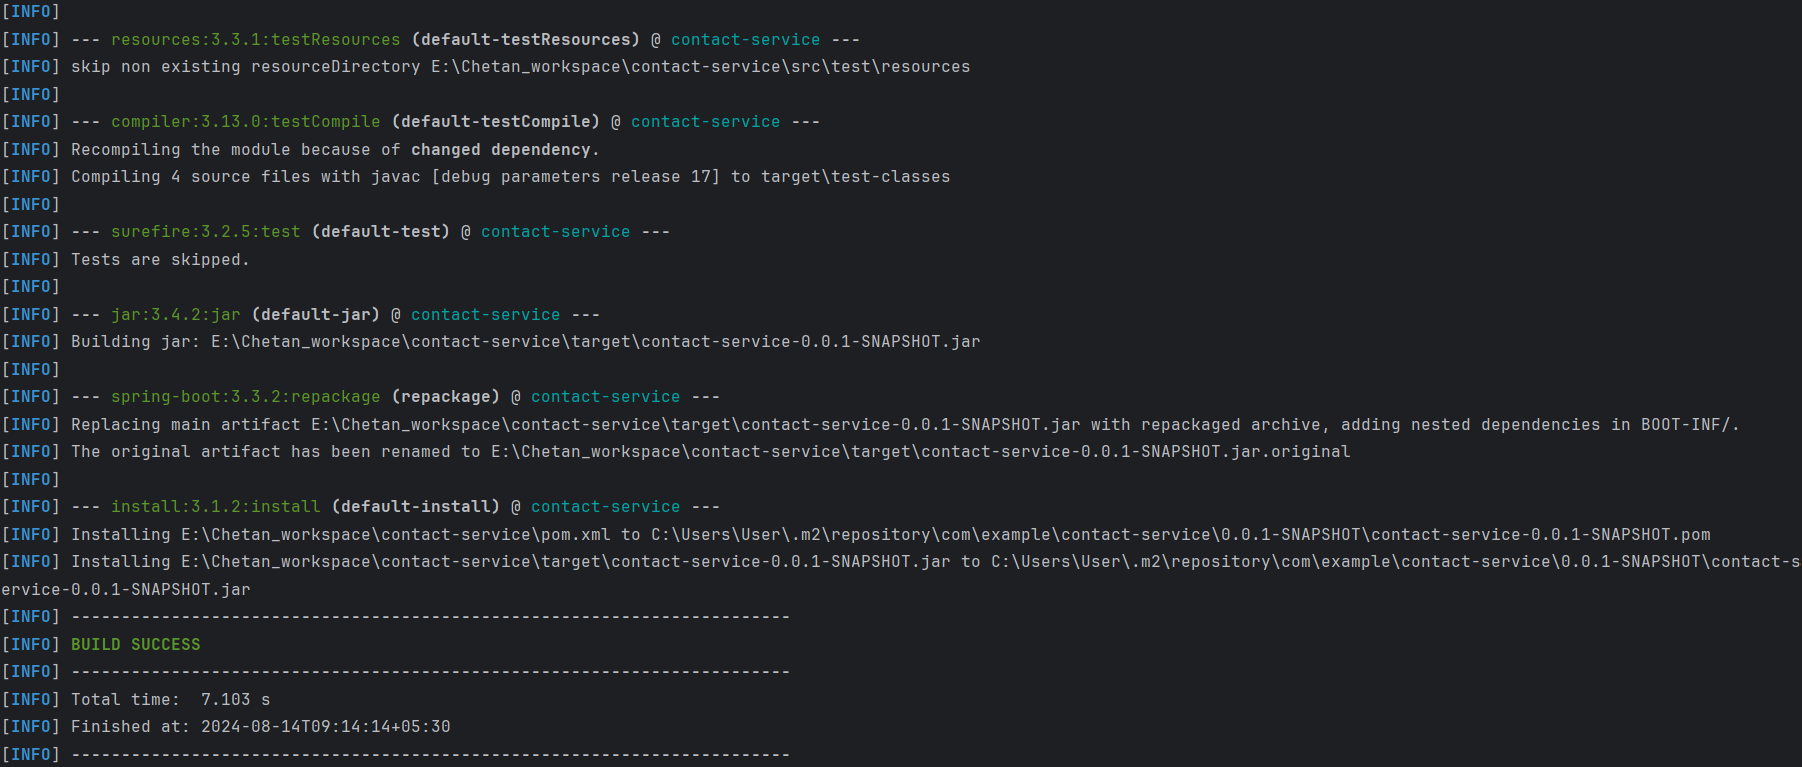 [INFO]
[INFO] --- resources:3.3.1:testResources (default-testResources) @ contact-service ---
[INFO] skip non existing resourceDirectory E:\Chetan_workspace\contact-service\src\test\resources
[INFO]
[INFO] --- compiler:3.13.0:testCompile (default-testCompile) @ contact-service ---
[INFO] Recompiling the module because of changed dependency.
[INFO] Compiling 4 source files with javac [debug parameters release 17] to target\test-classes
[INFO]
[INFO] --- surefire:3.2.5:test (default-test) @ contact-service ---
[INFO] Tests are skipped.
[INFO]
[INFO] --- jar:3.4.2:jar (default-jar) @ contact-service ---
[INFO] Building jar: E:\Chetan_workspace\contact-service\target\contact-service-0.0.1-SNAPSHOT.jar
[INFO]
[INFO] --- spring-boot:3.3.2:repackage (repackage) @ contact-service ---
[INFO] Replacing main artifact E:\Chetan_workspace\contact-service\target\contact-service-0.0.1-SNAPSHOT.jar with repackaged archive, adding nested dependencies in BOOT-INF/.
[INFO] The original artifact has been renamed to E:\Chetan_workspace\contact-service\target\contact-service-0.0.1-SNAPSHOT.jar.original
[INFO]
[INFO] --- install:3.1.2:install (default-install) @ contact-service ---
[INFO] Installing E:\Chetan_workspace\contact-service\pom.xml to C:\Users\User\.m2\repository\com\example\contact-service\0.0.1-SNAPSHOT\contact-service-0.0.1-SNAPSHOT.pom
[INFO] Installing E:\Chetan_workspace\contact-service\target\contact-service-0.0.1-SNAPSHOT.jar to C:\Users\User\.m2\repository\com\example\contact-service\0.0.1-SNAPSHOT\contact-s
ervice-0.0.1-SNAPSHOT.jar
[INFO] ------------------------------------------------------------------------
[INFO] BUILD SUCCESS
[INFO] ------------------------------------------------------------------------
[INFO] Total time:  7.103 s
[INFO] Finished at: 2024-08-14T09:14:14+05:30
[INFO] ------------------------------------------------------------------------